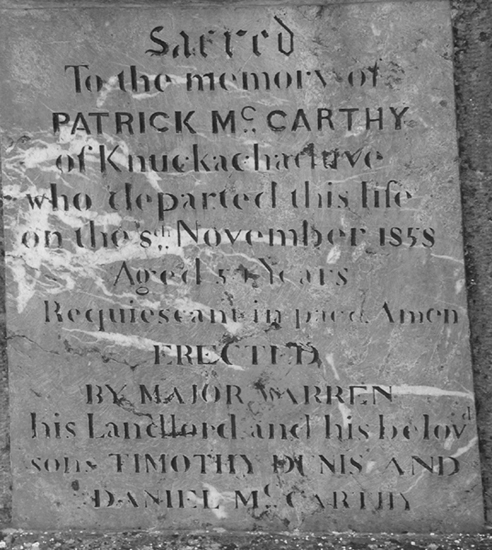 Sacred
To the memory of
PATRICK Mc. CARTHY
of Knuckachaduve
who departed this life
on the 8th. November 1858
Aged 54 Years
Requiescant in Amen
ERECTED
BY MAJOR WARREN
his Landlord and his belov'd
sons TIMOTHY DENIS AND
DANIEL Mc CARTHY